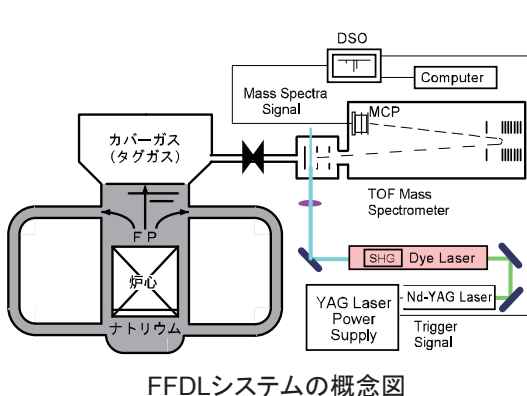 DSO
Computer
Mass Spectra
Signal
MCP
カバーガス
(タグガス)
TOF Mass
Spectrometer
FP
炉心
ナトリウム
SHG Dye Laser
Nd-YAG Laser
YAG Laser
Power
Supply
Trigger
Signal
FFDLシステムの概念図